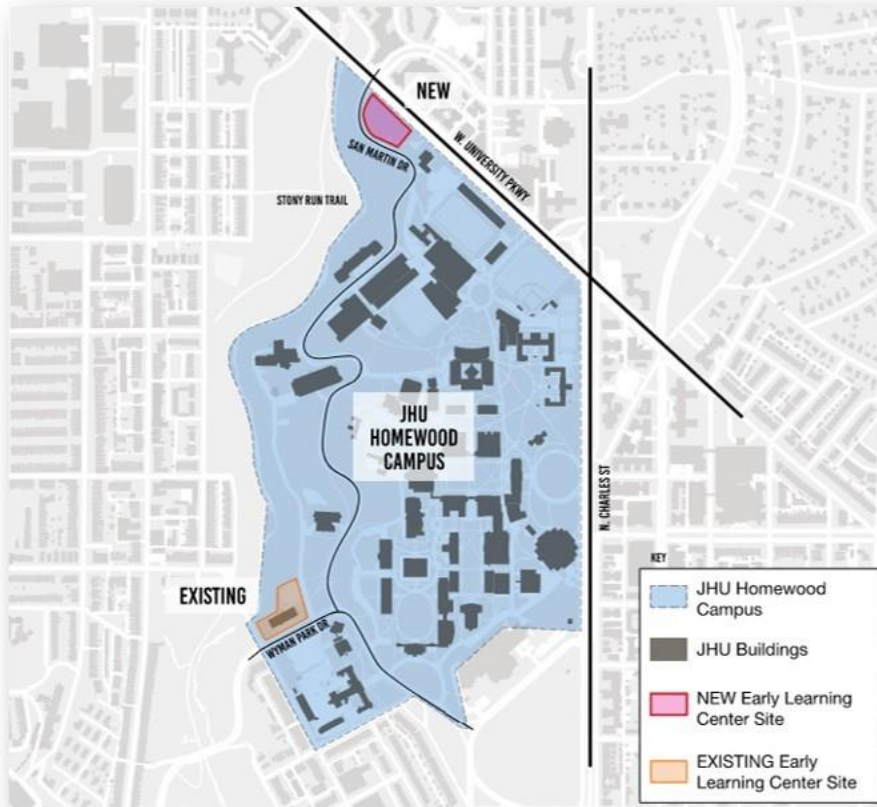 NEW
W. UNIVERSITY PKWY
SAN MARTIN DR
STONY RUN TRAIL
JHU
HOMEWOOD
CAMPUS
N. CHARLES ST
EXISTING
WYMAN PARK DR
KEY
JHU Homewood
Campus
JHU Buildings
NEW Early Learning
Center Site
EXISTING Early
Learning Center Site